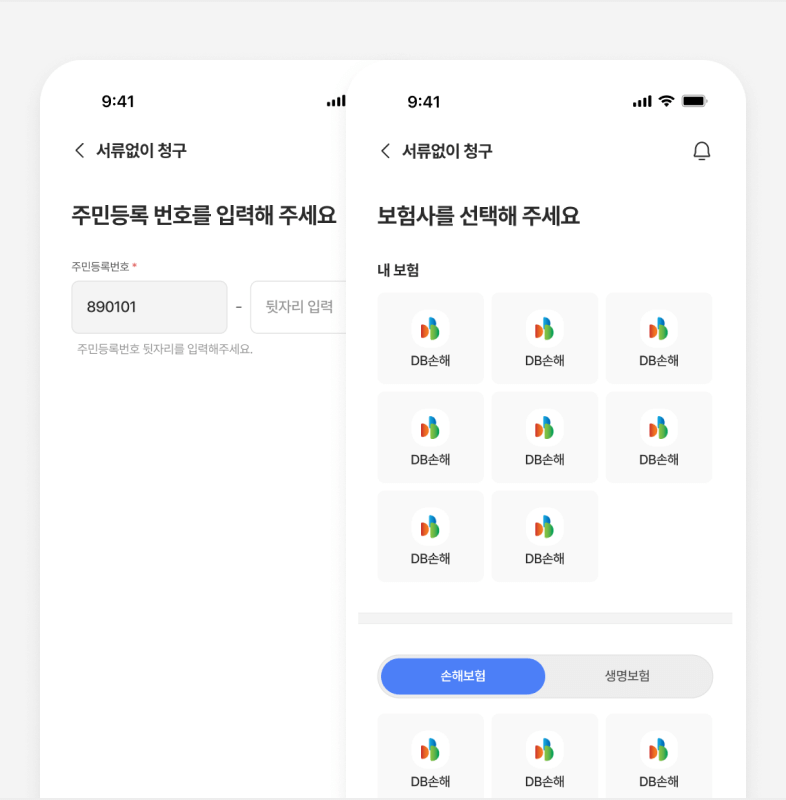 9:41
서류없이 청구
주민등록 번호를 입력해 주세요
주민등록번호 *
890101 - 뒷자리 입력
주민등록번호 뒷자리를 입력해주세요.
9:41
서류없이 청구
보험사를 선택해 주세요
내 보험
DB손해 DB손해 DB손해
DB손해 DB손해 DB손해
DB손해 DB손해
손해보험 생명보험
DB손해 DB손해 DB손해